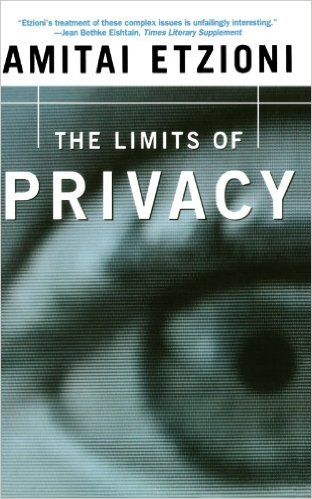 “Etzioni’s treatment of these complex issues is unfailingly interesting.”
—Jean Bethke Elshtain, Times Literary Supplement
AMITAI ETZIONI
THE LIMITS OF
PRIVACY